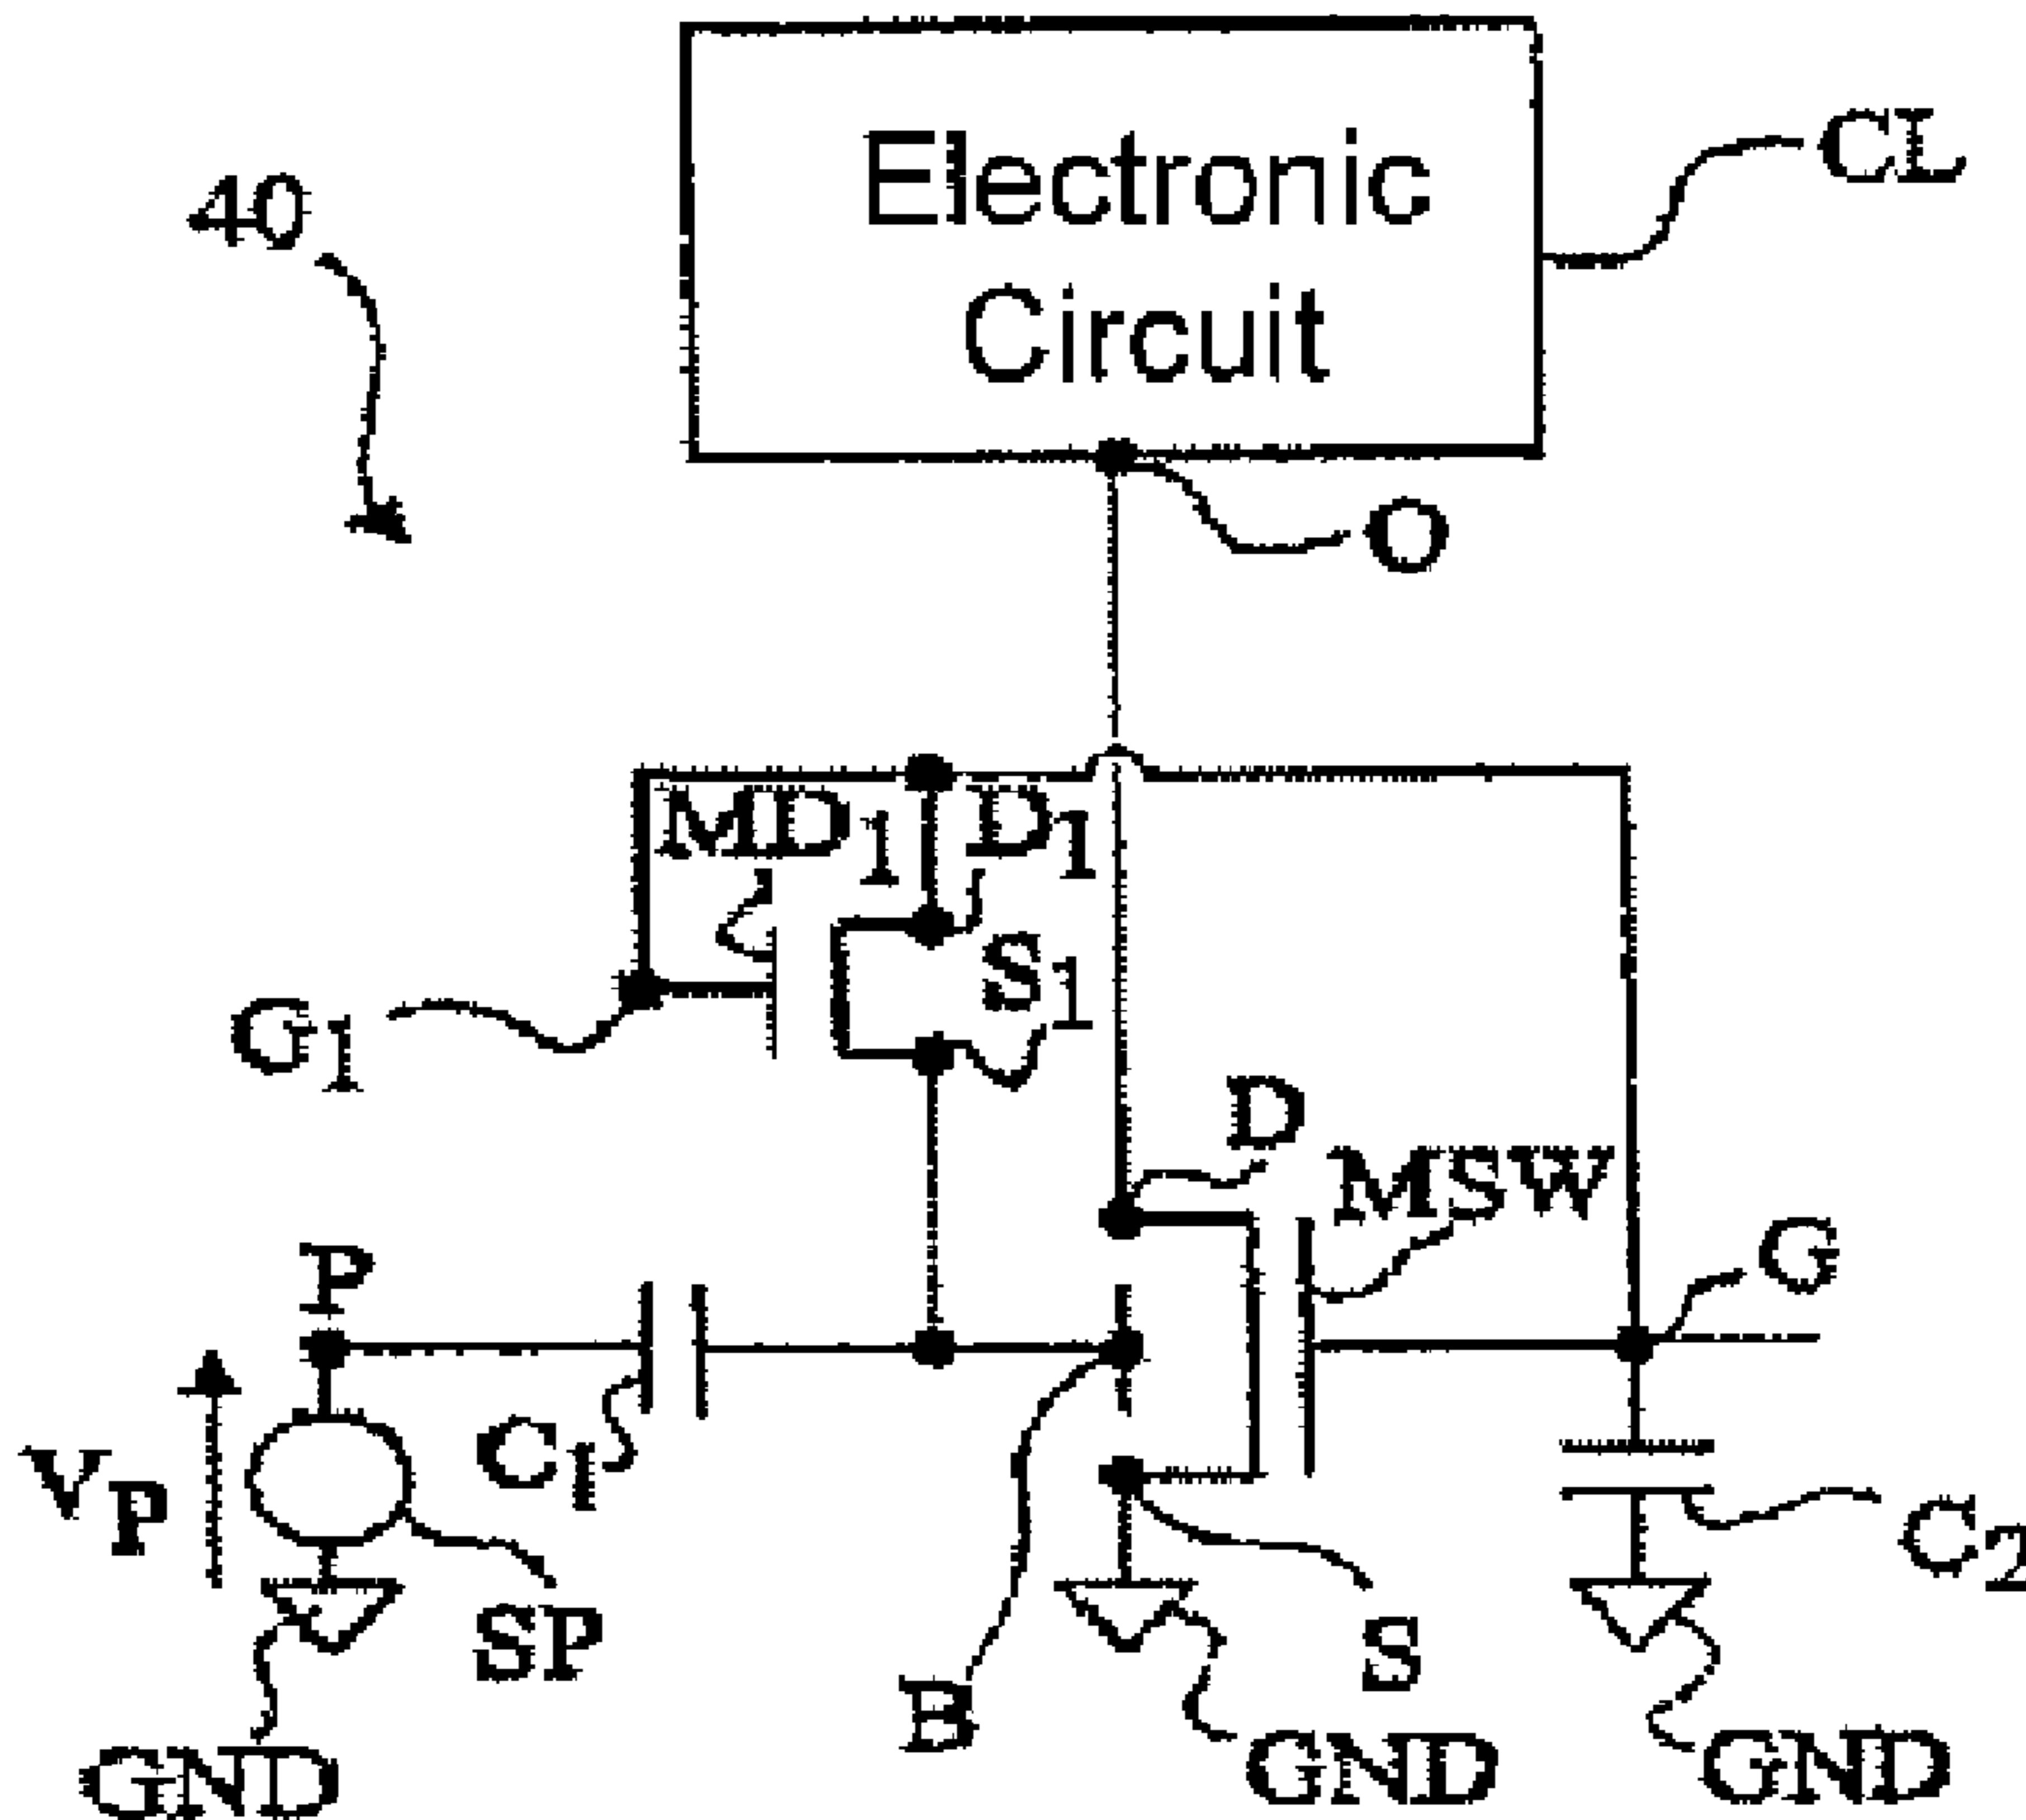 Electronic
Circuit
CL
40
O
MD1
D1
S1
G1
D
MSW
P
G
VP
C1
C2
SP
S
B
GND
GND
GND